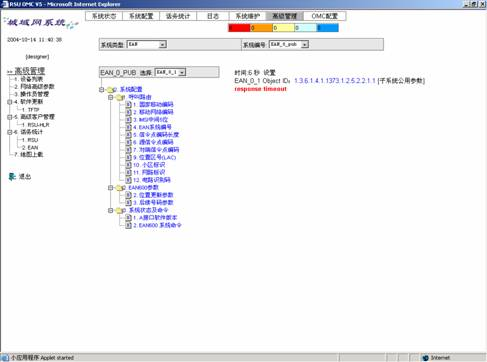 RSU OMC V5 - Microsoft Internet Explorer
系统状态 系统配置 话务统计 日志 系统维护 高级管理 OMC配置
城域网系统
0 0 0 0 0
2004-10-14 11:40:38
系统类型: EAN 系统编号: EAN_0_pub
[designer]
>> 高级管理
1. 设备列表
2. 网络高级参数
3. 操作员管理
4. 软件更新
1. TFTP
5. 高级客户管理
1. RSU-HLR
6. 话务统计
1. RSU
2. EAN
7. 地图上载
退出
EAN_0_PUB 选择: EAN_0_1
系统配置
1. 呼叫路由
1. 国家移动编码
2. 移动网络编码
3. IMSI中间5位
4. EAN系统编号
5. 信令点编码长度
6. 源信令点编码
7. 对端信令点编码
9. 位置区号(LAC)
10. 小区标识
11. 网路标识
12. 电路识别码
2. EAN600参数
2. 位置更新参数
3. 后续号码参数
3. 系统状态及命令
1. A接口软件版本
2. EAN600 系统命令
时间:6 秒 设置
EAN_0_1 Object ID: 1.3.6.1.4.1.1373.1.2.5.2.2.1.1 [子系统公用参数]
response timeout
小应用程序 Applet started
Internet